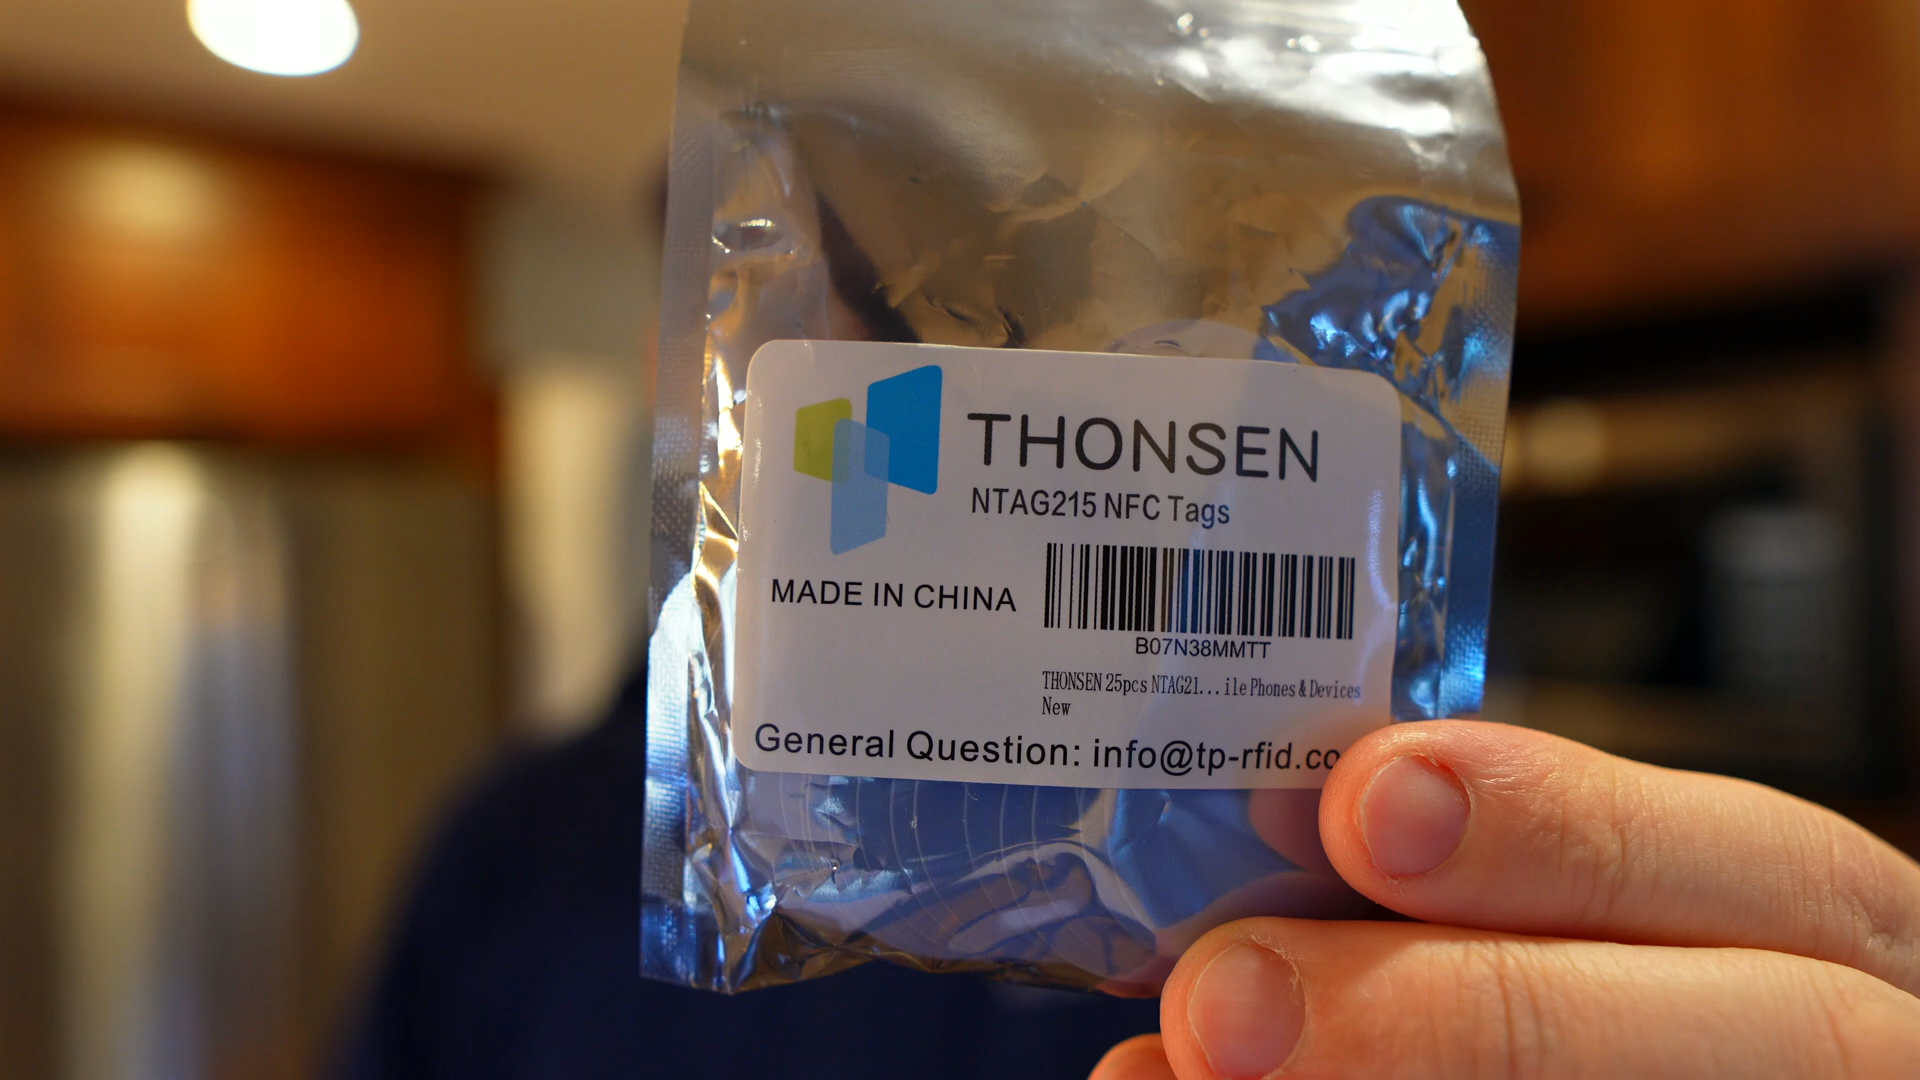 THONSEN
NTAG215 NFC Tags
MADE IN CHINA
B07N38MMTT
THONSEN 25pcs NTAG21...ile Phones & Devices
New
General Question: info@tp-rfid.co